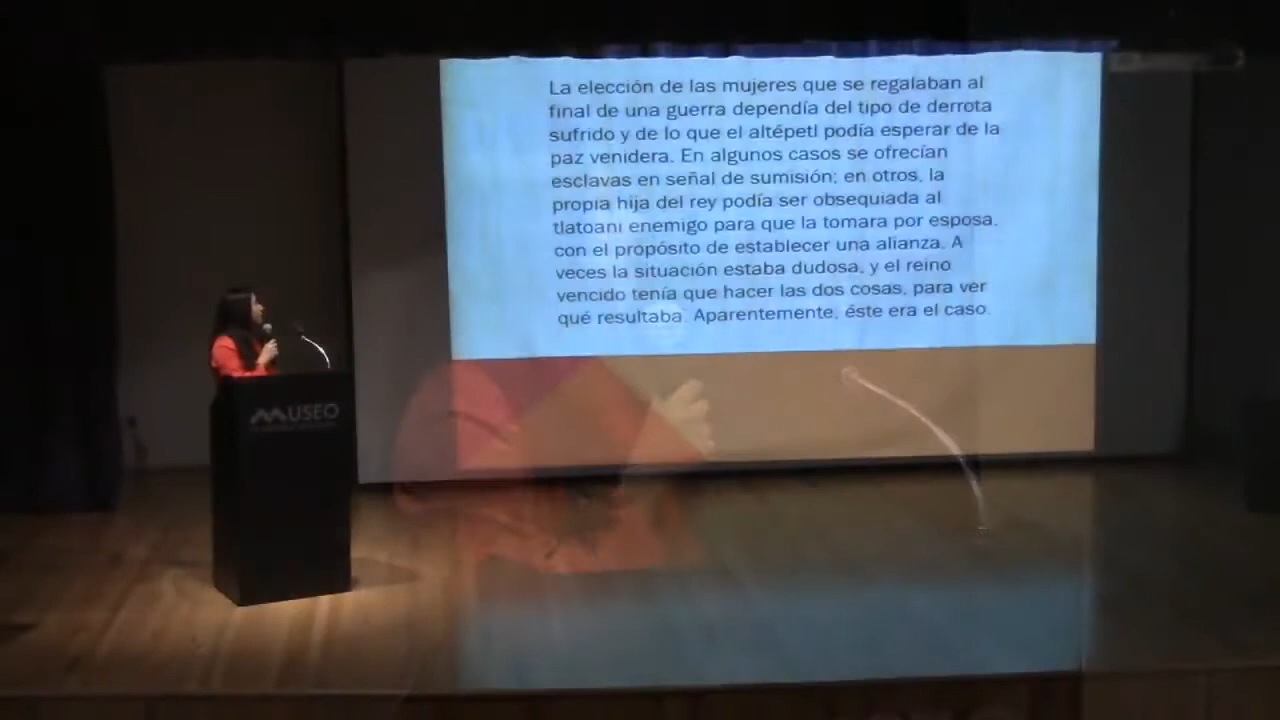 La elección de las mujeres que se regalaban al
final de una guerra dependía del tipo de derrota
sufrido y de lo que el altépetl podía esperar de la
paz venidera. En algunos casos se ofrecían
esclavas en señal de sumisión; en otros, la
propia hija del rey podía ser obsequiada al
tlatoani enemigo para que la tomara por esposa,
con el propósito de establecer una alianza. A
veces la situación estaba dudosa, y el reino
vencido tenía que hacer las dos cosas, para ver
qué resultaba. Aparentemente, éste era el caso.
MUSEO